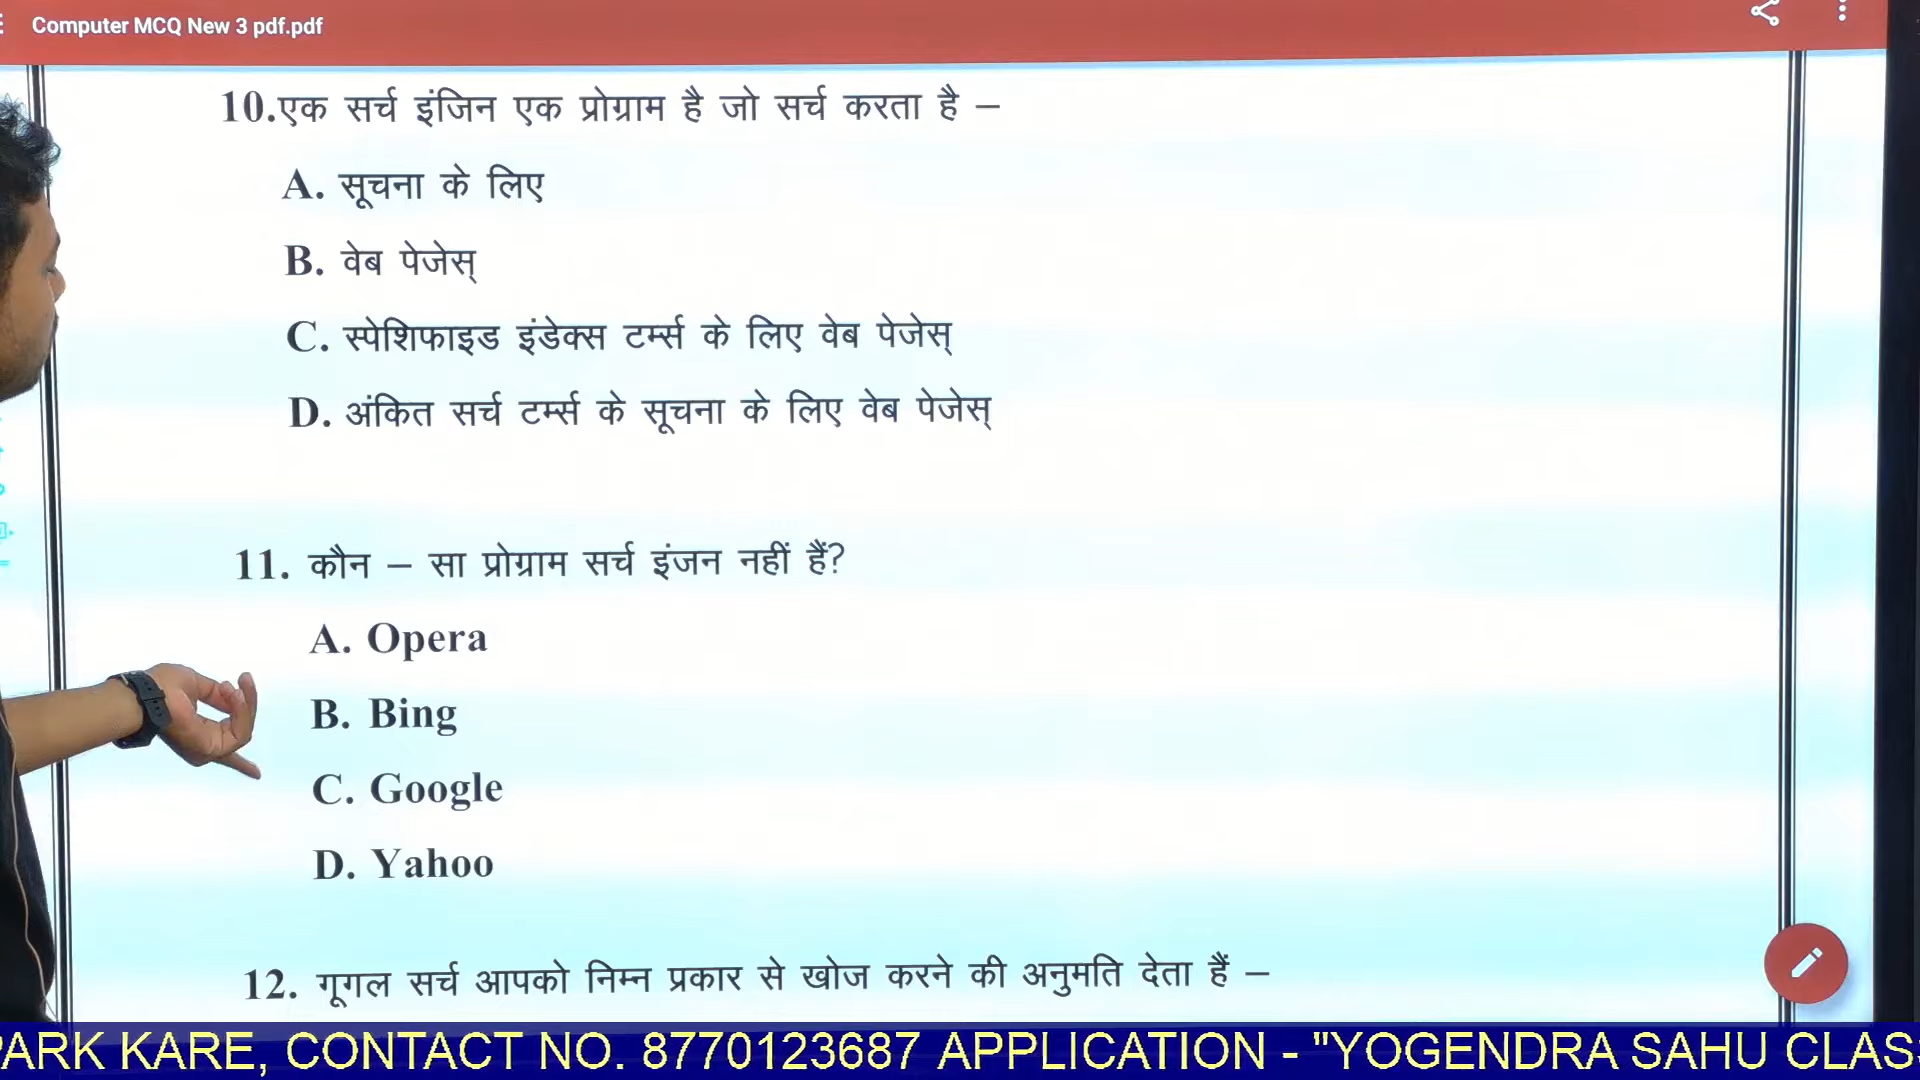 Computer MCQ New 3 pdf.pdf
10.एक सर्च इंजिन एक प्रोग्राम है जो सर्च करता है –
A. सूचना के लिए
B. वेब पेजेस्
C. स्पेशिफाइड इंडेक्स टर्म्स के लिए वेब पेजेस्
D. अंकित सर्च टर्म्स के सूचना के लिए वेब पेजेस्
11. कौन – सा प्रोग्राम सर्च इंजन नहीं हैं?
A. Opera
B. Bing
C. Google
D. Yahoo
12. गूगल सर्च आपको निम्न प्रकार से खोज करने की अनुमति देता हैं –
PARK KARE, CONTACT NO. 8770123687 APPLICATION - "YOGENDRA SAHU CLAS